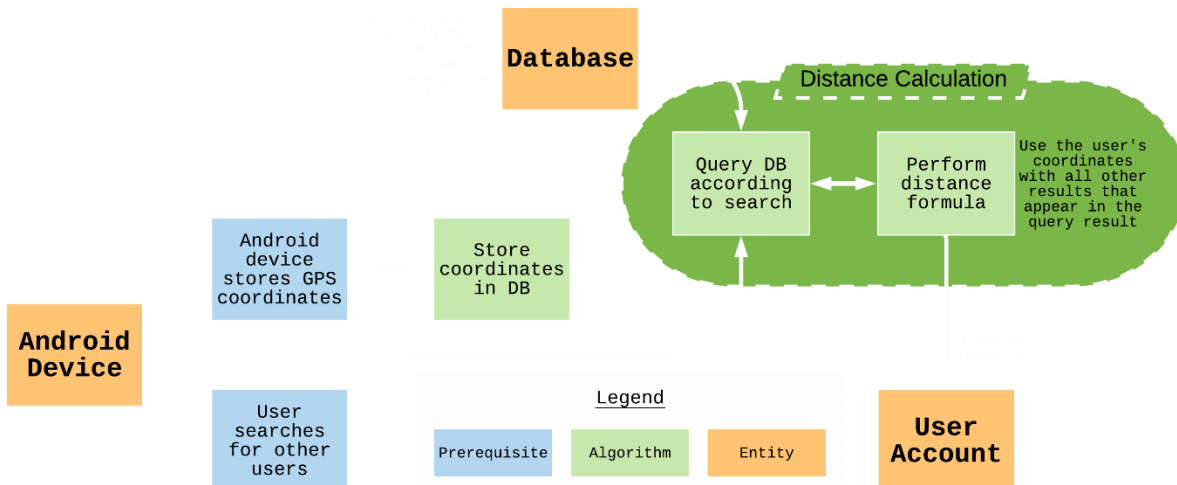 Database
Distance Calculation
Query DB
according
to search
Perform
distance
formula
Use the user's
coordinates
with all other
results that
appear in the
query result
Android
device
stores GPS
coordinates
Store
coordinates
in DB
Android
Device
User
searches
for other
users
Legend
Prerequisite
Algorithm
Entity
User
Account